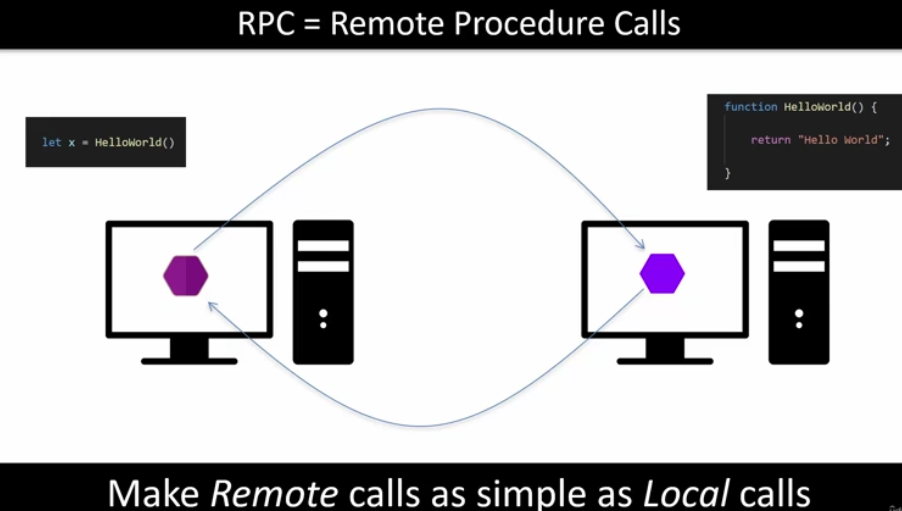 RPC = Remote Procedure Calls
let x = HelloWorld()
function HelloWorld() {
return "Hello World";
}
Make Remote calls as simple as Local calls